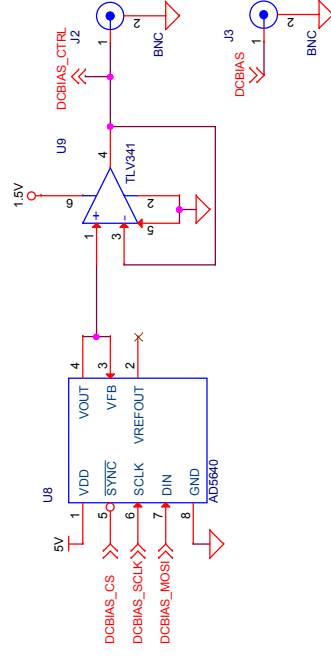 U8
5V
DCBIAS_CS
DCBIAS_SCLK
DCBIAS_MOSI
1
5
6
7
8
VDD
SYNC
SCLK
DIN
GND
VOUT
VFB
VREFOUT
4
3
2
AD5640
1.5V
U9
6
1
+
3
-
4
5
2
TLV341
DCBIAS_CTRL
J2
1
2
BNC
DCBIAS
J3
1
2
BNC